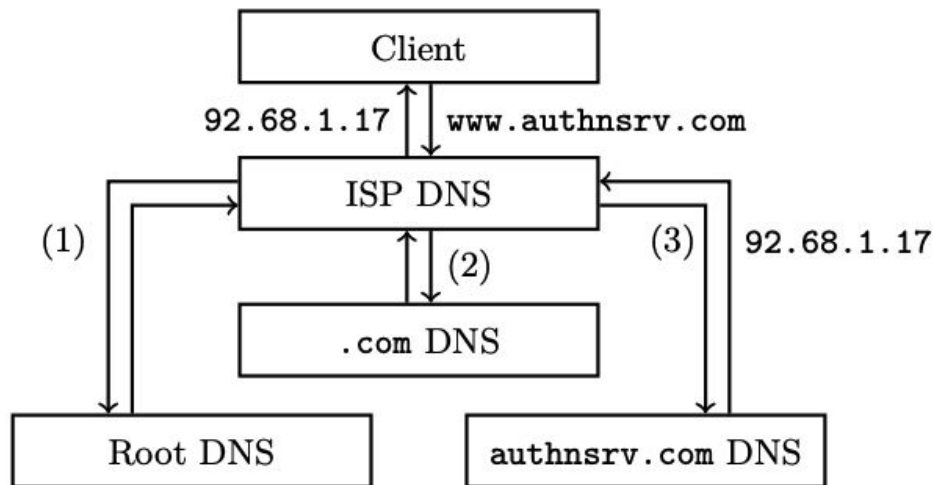 Client
92.68.1.17 www.authnsrv.com
ISP DNS
(1)
(2)
(3) 92.68.1.17
.com DNS
Root DNS
authnsrv.com DNS